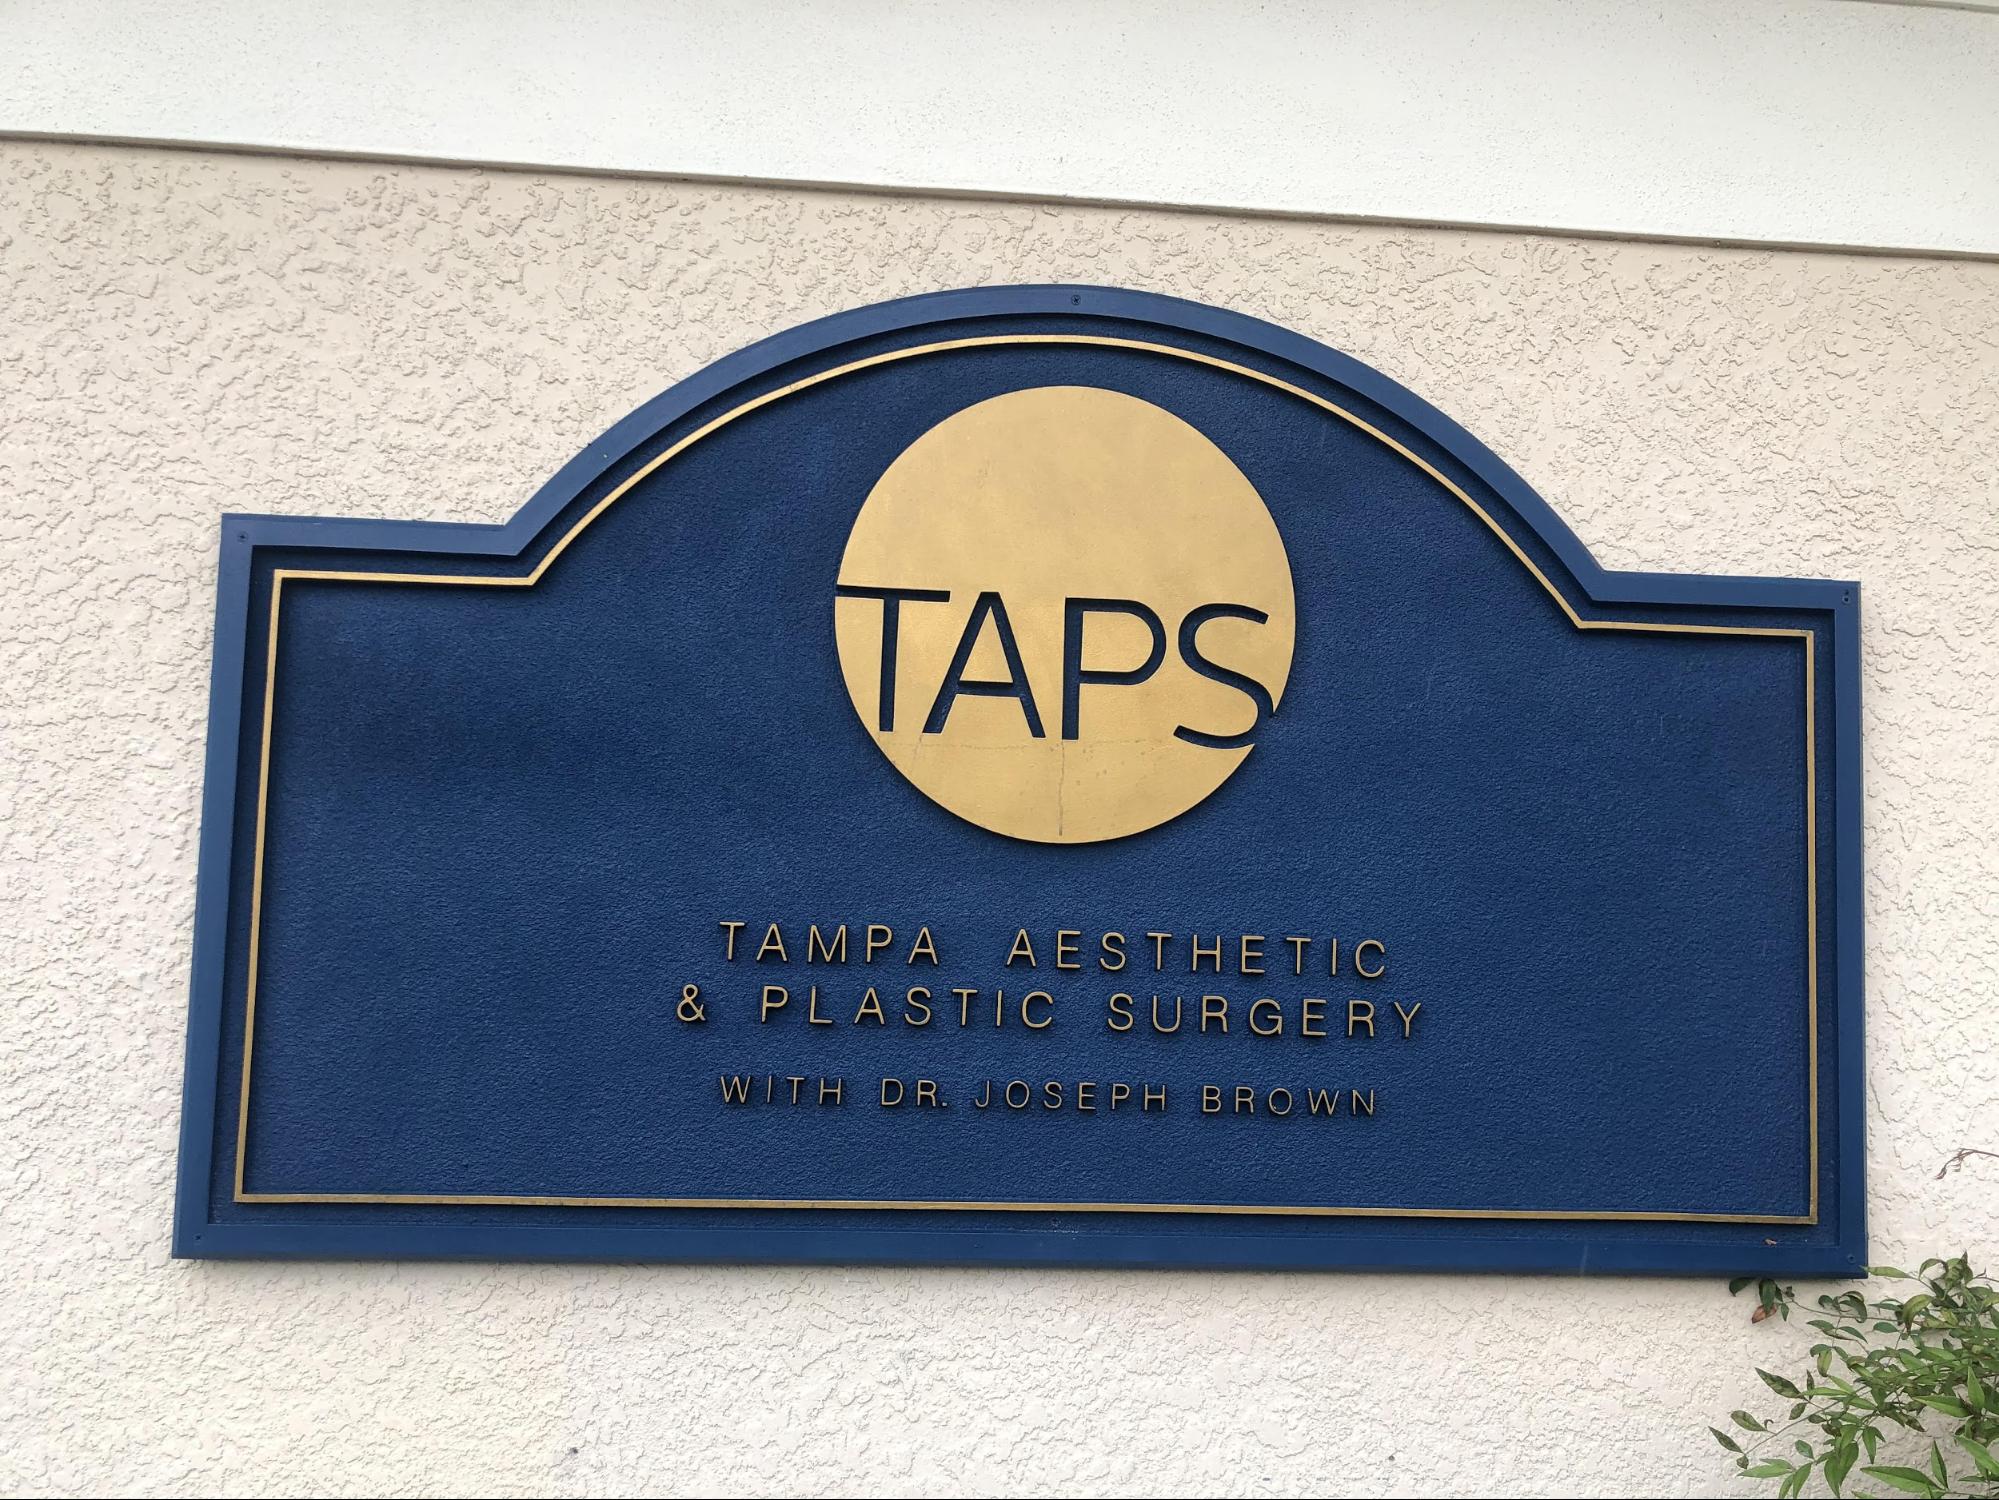 TAPS
TAMPA AESTHETIC
& PLASTIC SURGERY
WITH DR. JOSEPH BROWN